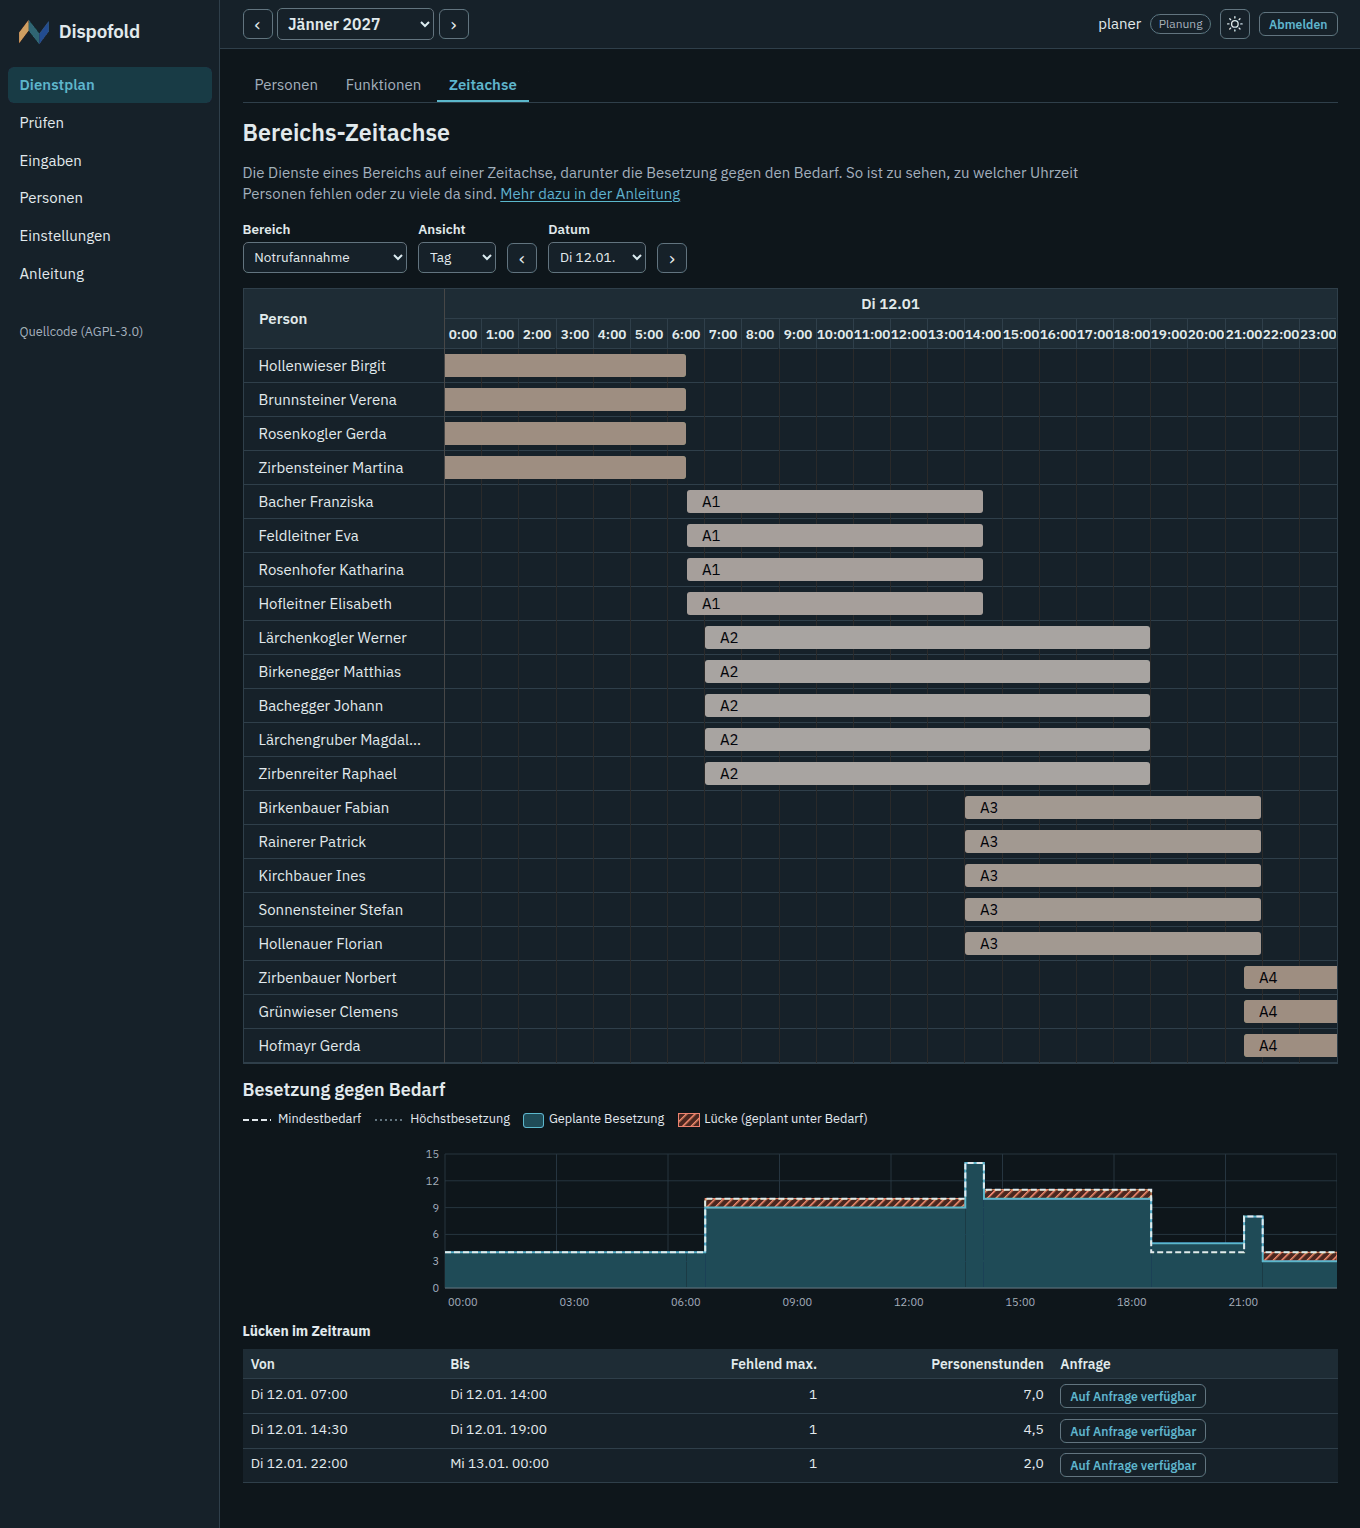 Dispofold
‹ Jänner 2027 ›
planer Planung Abmelden
Dienstplan
Prüfen
Eingaben
Personen
Einstellungen
Anleitung
Quellcode (AGPL-3.0)
Personen Funktionen Zeitachse
Bereichs-Zeitachse
Die Dienste eines Bereichs auf einer Zeitachse, darunter die Besetzung gegen den Bedarf. So ist zu sehen, zu welcher Uhrzeit
Personen fehlen oder zu viele da sind. Mehr dazu in der Anleitung
Bereich Ansicht Datum
Notrufannahme Tag ‹ Di 12.01. ›
Person Di 12.01
0:00 1:00 2:00 3:00 4:00 5:00 6:00 7:00 8:00 9:00 10:00 11:00 12:00 13:00 14:00 15:00 16:00 17:00 18:00 19:00 20:00 21:00 22:00 23:00
Hollenwieser Birgit
Brunnsteiner Verena
Rosenkogler Gerda
Zirbensteiner Martina
Bacher Franziska A1
Feldleitner Eva A1
Rosenhofer Katharina A1
Hofleitner Elisabeth A1
Lärchenkogler Werner A2
Birkenegger Matthias A2
Bachegger Johann A2
Lärchengruber Magdal... A2
Zirbenreiter Raphael A2
Birkenbauer Fabian A3
Rainerer Patrick A3
Kirchbauer Ines A3
Sonnensteiner Stefan A3
Hollenauer Florian A3
Zirbenbauer Norbert A4
Grünwieser Clemens A4
Hofmayr Gerda A4
Besetzung gegen Bedarf
Mindestbedarf Höchstbesetzung Geplante Besetzung Lücke (geplant unter Bedarf)
15
12
9
6
3
0
00:00 03:00 06:00 09:00 12:00 15:00 18:00 21:00
Lücken im Zeitraum
Von Bis Fehlend max. Personenstunden Anfrage
Di 12.01. 07:00 Di 12.01. 14:00 1 7,0 Auf Anfrage verfügbar
Di 12.01. 14:30 Di 12.01. 19:00 1 4,5 Auf Anfrage verfügbar
Di 12.01. 22:00 Mi 13.01. 00:00 1 2,0 Auf Anfrage verfügbar